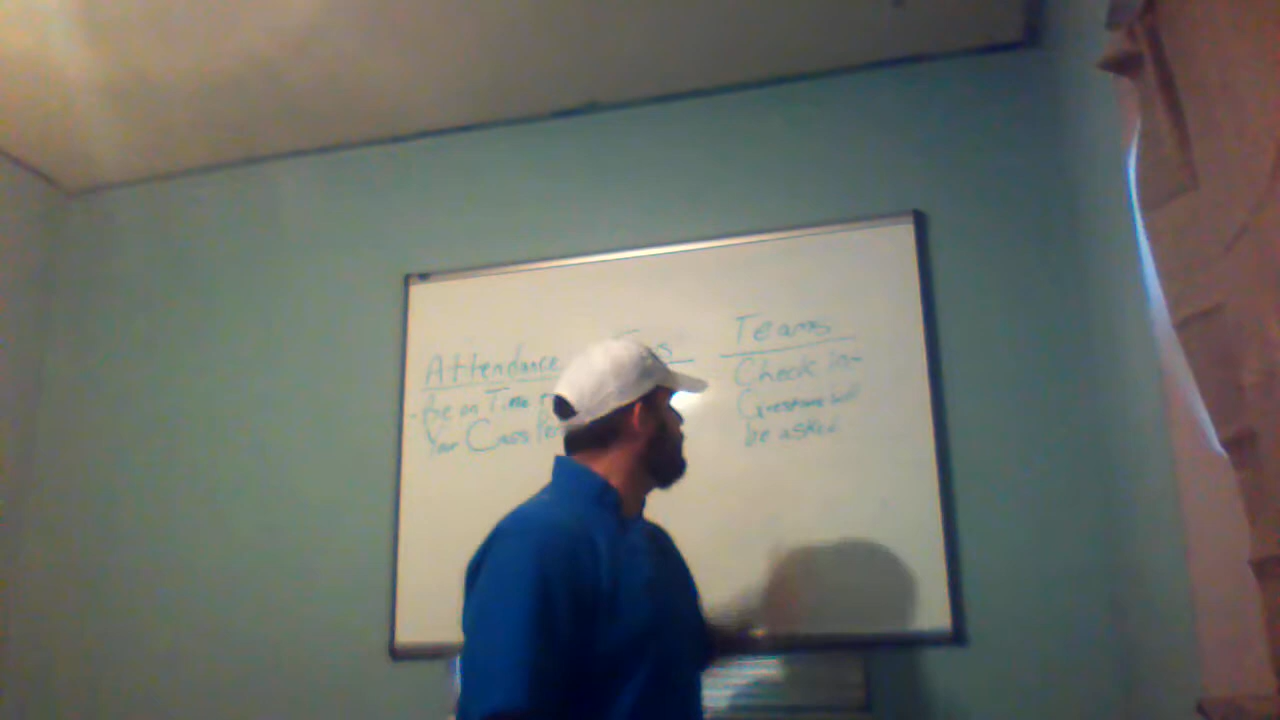 Attendance
- Be on Time
Your Class
Teams
Check in-
Questions will
be asked